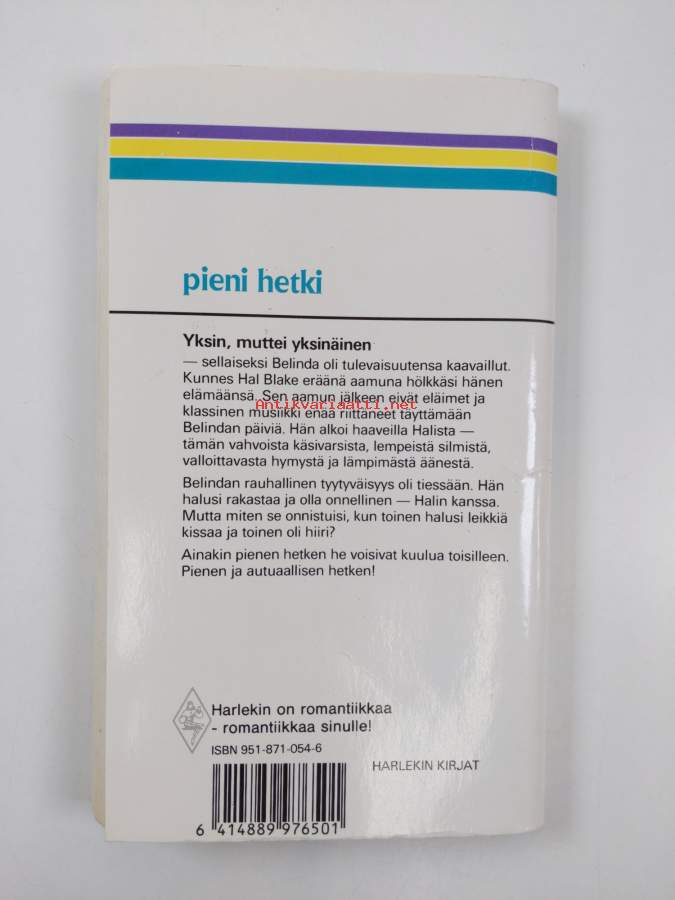 pieni hetki
Yksin, muttei yksinäinen
— sellaiseksi Belinda oli tulevaisuutensa kaavaillut.
Kunnes Hal Blake eräänä aamuna hölkkäsi hänen
elämäänsä. Sen aamun jälkeen eivät eläimet ja
Antikvariaatti.net
klassinen musiikki enää riittäneet täyttämään
Belindan päiviä. Hän alkoi haaveilla Halista —
tämän vahvoista käsivarsista, lempeistä silmistä,
valloittavasta hymystä ja lämpimästä äänestä.
Belindan rauhallinen tyytyväisyys oli tiessään. Hän
halusi rakastaa ja olla onnellinen — Halin kanssa.
Mutta miten se onnistuisi, kun toinen halusi leikkiä
kissaa ja toinen oli hiiri?
Ainakin pienen hetken he voisivat kuulua toisilleen.
Pienen ja autuaallisen hetken!
Harlekin on romantiikkaa
- romantiikkaa sinulle!
ISBN 951-871-054-6
HARLEKIN KIRJAT
6 414889 976501